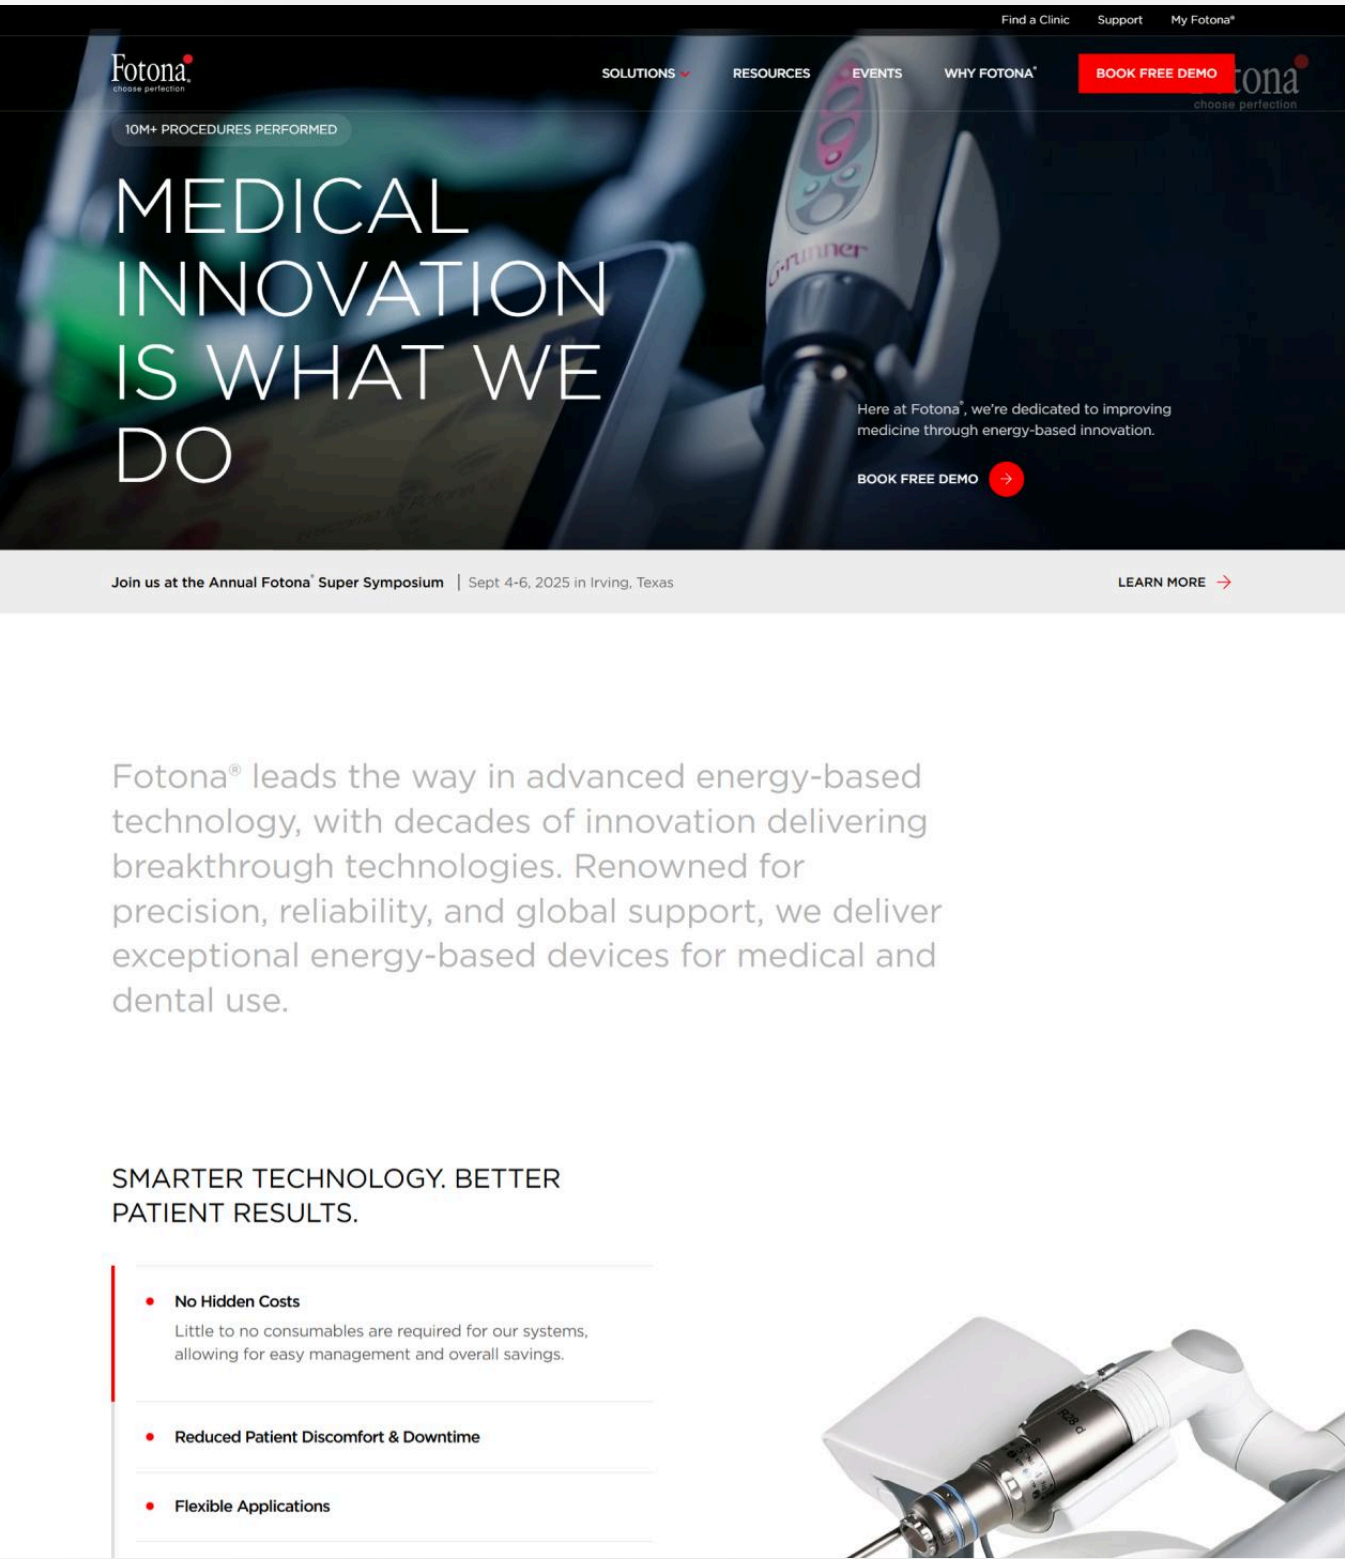 Find a Clinic Support My Fotona®
Fotona®
choose perfection
SOLUTIONS RESOURCES EVENTS WHY FOTONA® BOOK FREE DEMO
tona
choose perfection
10M+ PROCEDURES PERFORMED
MEDICAL
INNOVATION
IS WHAT WE
DO
G-runner
Here at Fotona®, we’re dedicated to improving
medicine through energy-based innovation.
BOOK FREE DEMO
Join us at the Annual Fotona® Super Symposium | Sept 4-6, 2025 in Irving, Texas
LEARN MORE
Fotona® leads the way in advanced energy-based
technology, with decades of innovation delivering
breakthrough technologies. Renowned for
precision, reliability, and global support, we deliver
exceptional energy-based devices for medical and
dental use.
SMARTER TECHNOLOGY. BETTER
PATIENT RESULTS.
No Hidden Costs
Little to no consumables are required for our systems,
allowing for easy management and overall savings.
Reduced Patient Discomfort & Downtime
Flexible Applications
R28 d